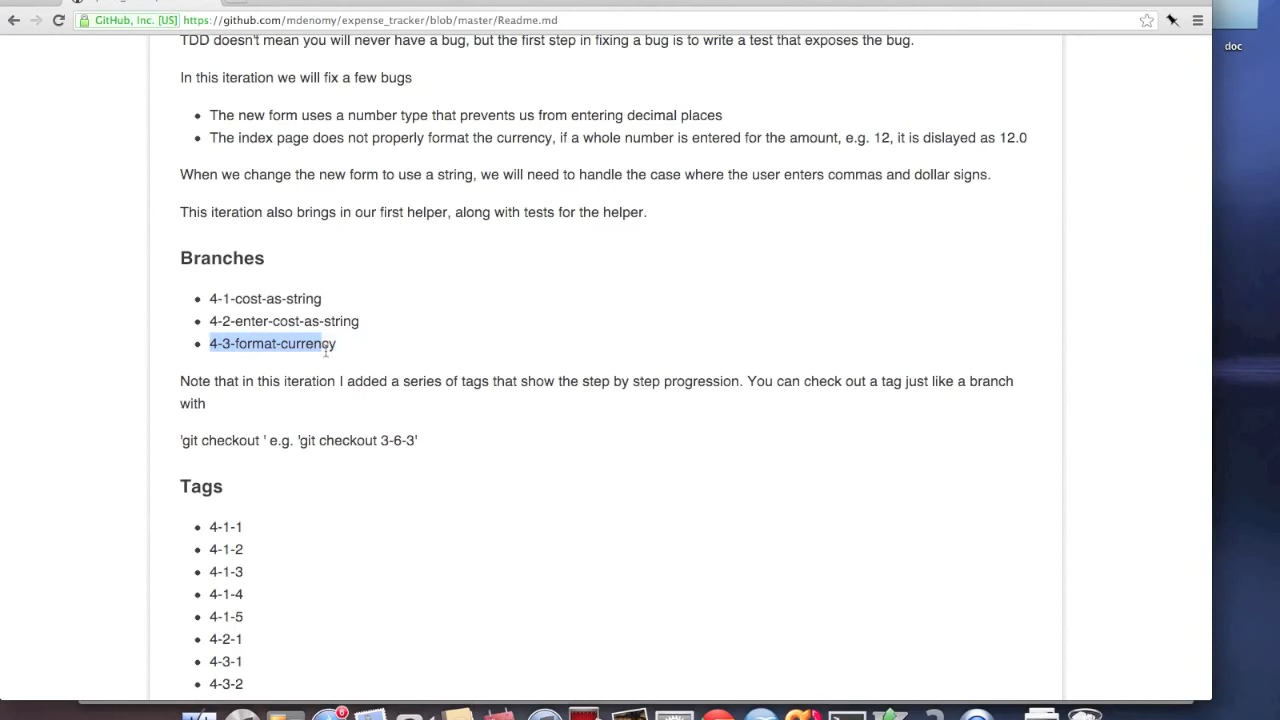 GitHub, Inc. [US] https://github.com/mdenomy/expense_tracker/blob/master/Readme.md
doc
TDD doesn't mean you will never have a bug, but the first step in fixing a bug is to write a test that exposes the bug.
In this iteration we will fix a few bugs
The new form uses a number type that prevents us from entering decimal places
The index page does not properly format the currency, if a whole number is entered for the amount, e.g. 12, it is dislayed as 12.0
When we change the new form to use a string, we will need to handle the case where the user enters commas and dollar signs.
This iteration also brings in our first helper, along with tests for the helper.
Branches
4-1-cost-as-string
4-2-enter-cost-as-string
4-3-format-currency
Note that in this iteration I added a series of tags that show the step by step progression. You can check out a tag just like a branch
with
'git checkout ' e.g. 'git checkout 3-6-3'
Tags
4-1-1
4-1-2
4-1-3
4-1-4
4-1-5
4-2-1
4-3-1
4-3-2
6